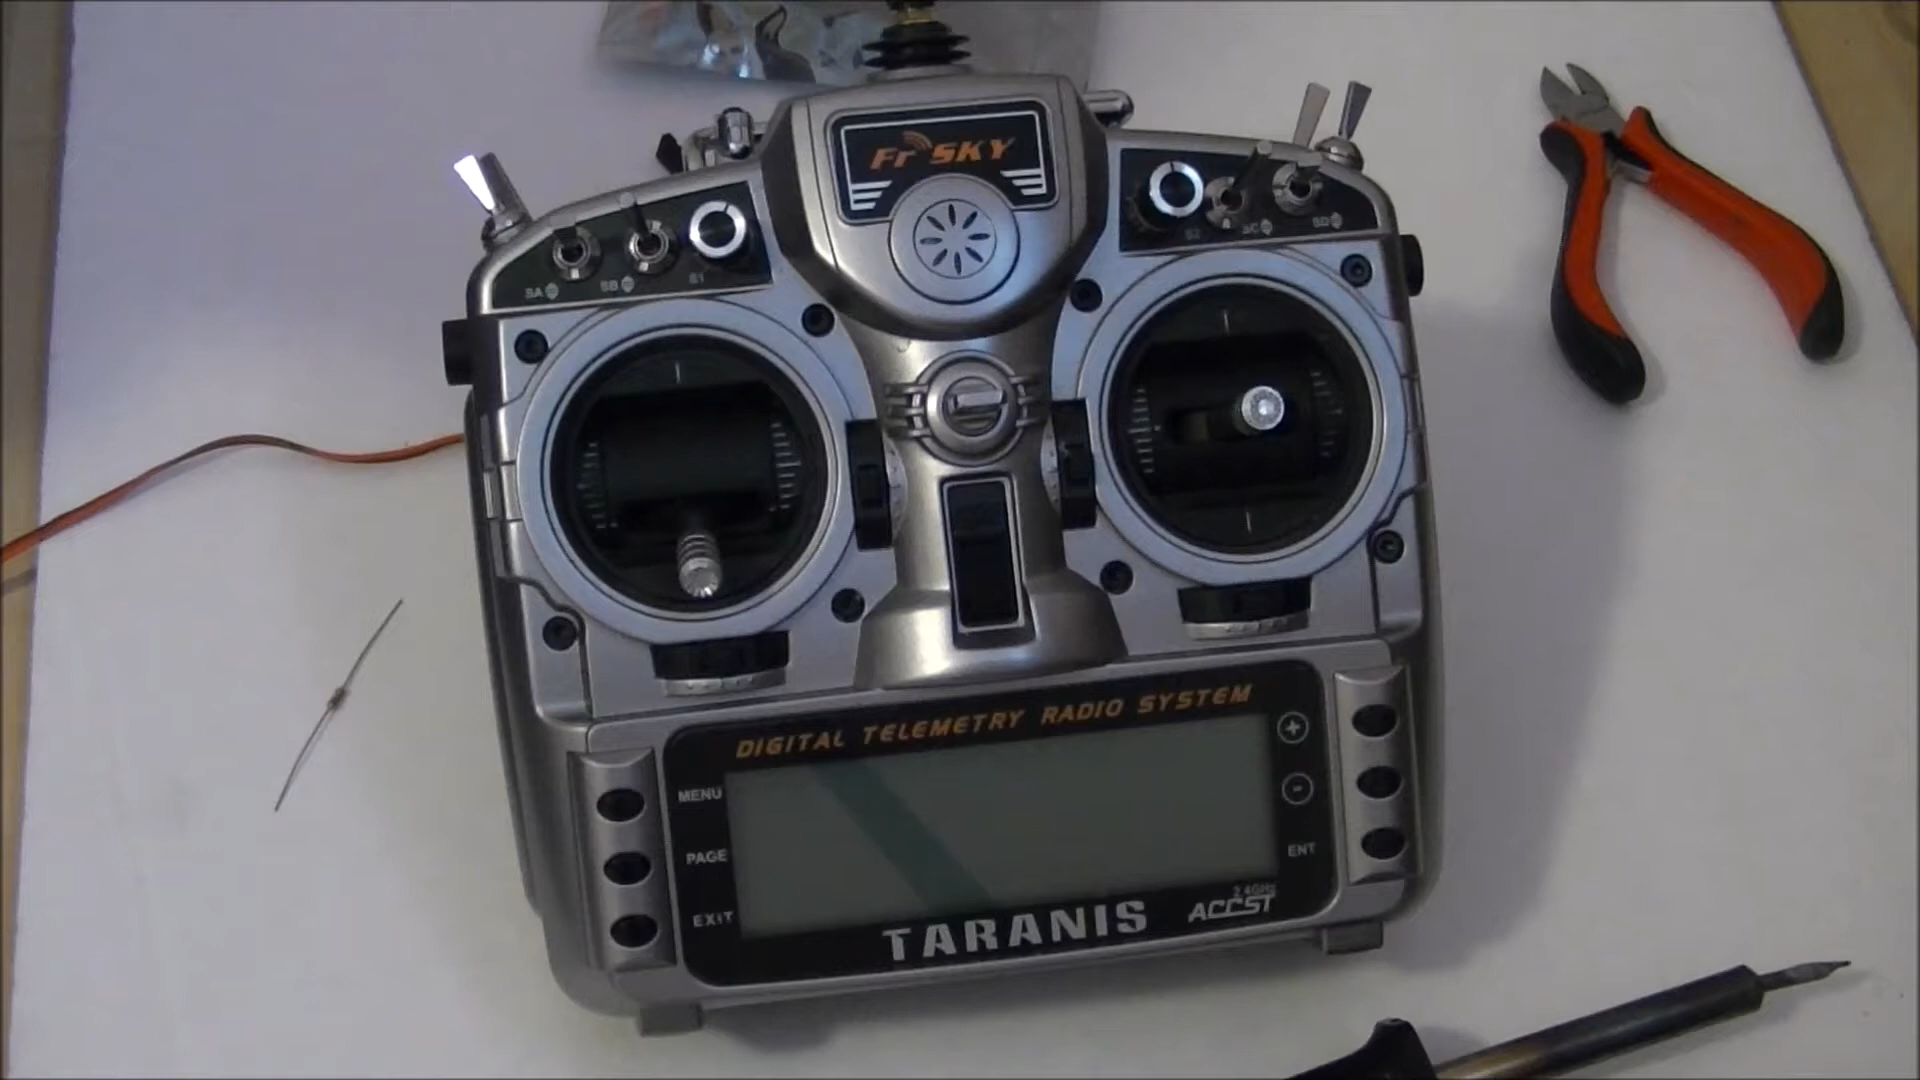 FrSKY
SA
SB
S1
S2
SC
SD
DIGITAL TELEMETRY RADIO SYSTEM
MENU
PAGE
EXIT
+
-
ENT
2.4GHz
ACCST
TARANIS